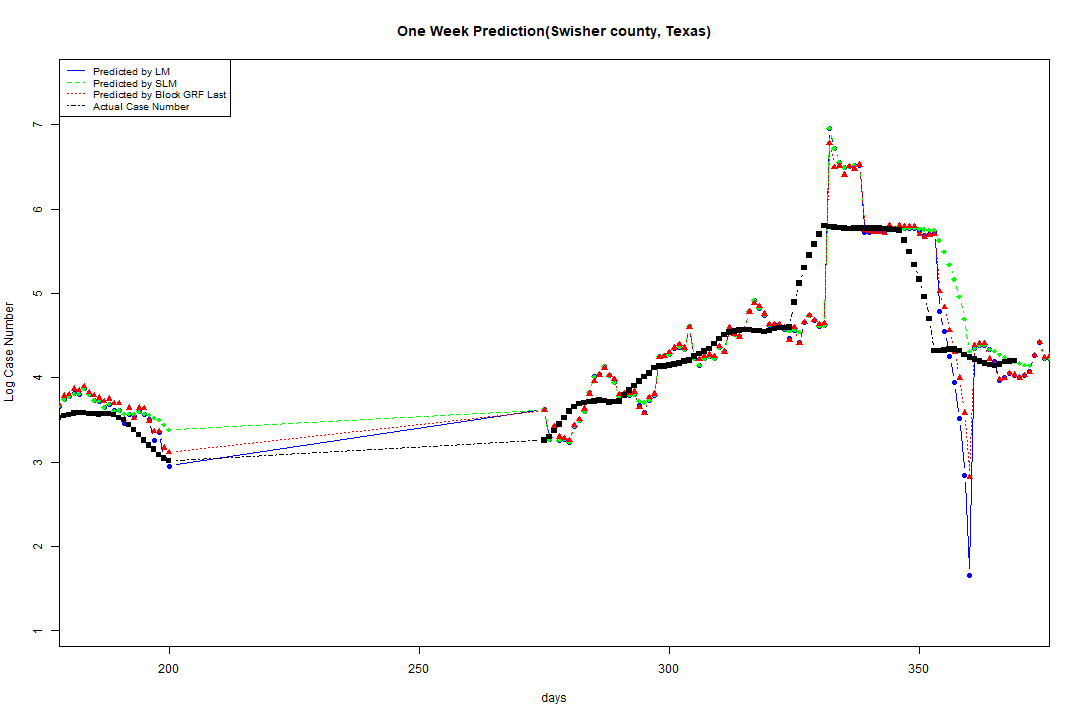 One Week Prediction(Swisher county, Texas)
Predicted by LM
Predicted by SLM
Predicted by Block GRF Last
Actual Case Number
7
6
5
4
3
2
1
Log Case Number
200 250 300 350
days